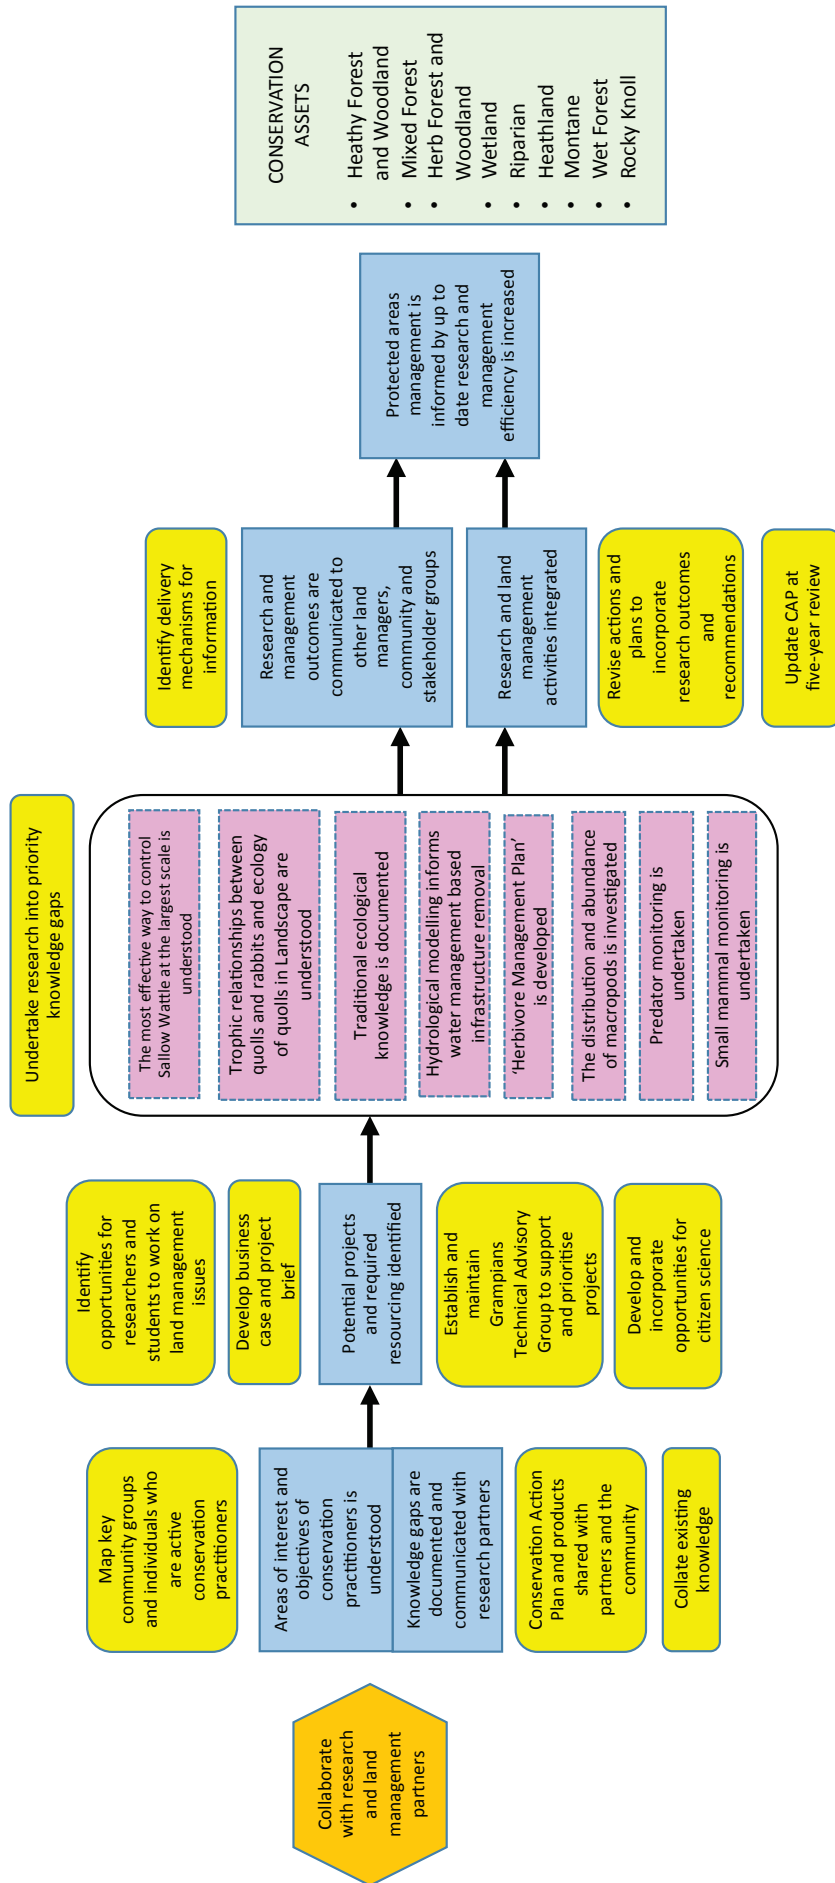 Collaborate
with research
and land
management
partners
Map key
community groups
and individuals who
are active
conservation
practitioners
Areas of interest and
objectives of
conservation
practitioners is
understood
Knowledge gaps are
documented and
communicated with
research partners
Conservation Action
Plan and products
shared with
partners and the
community
Collate existing
knowledge
Identify
opportunities for
researchers and
students to work on
land management
issues
Develop business
case and project
brief
Potential projects
and required
resourcing identified
Establish and
maintain
Grampians
Technical Advisory
Group to support
and prioritise
projects
Develop and
incorporate
opportunities for
citizen science
Undertake research into priority
knowledge gaps
The most effective way to control
Sallow Wattle at the largest scale is
understood
Trophic relationships between
quolls and rabbits and ecology
of quolls in Landscape are
understood
Traditional ecological
knowledge is documented
Hydrological modelling informs
water management based
infrastructure removal
‘Herbivore Management Plan’
is developed
The distribution and abundance
of macropods is investigated
Predator monitoring is
undertaken
Small mammal monitoring is
undertaken
Identify delivery
mechanisms for
information
Research and
management
outcomes are
communicated to
other land
managers,
community and
stakeholder groups
Research and land
management
activities integrated
Revise actions and
plans to
incorporate
research outcomes
and
recommendations
Update CAP at
five-year review
Protected areas
management is
informed by up to
date research and
management
efficiency is increased
CONSERVATION
ASSETS
• Heathy Forest
and Woodland
• Mixed Forest
• Herb Forest and
Woodland
• Wetland
• Riparian
• Heathland
• Montane
• Wet Forest
• Rocky Knoll